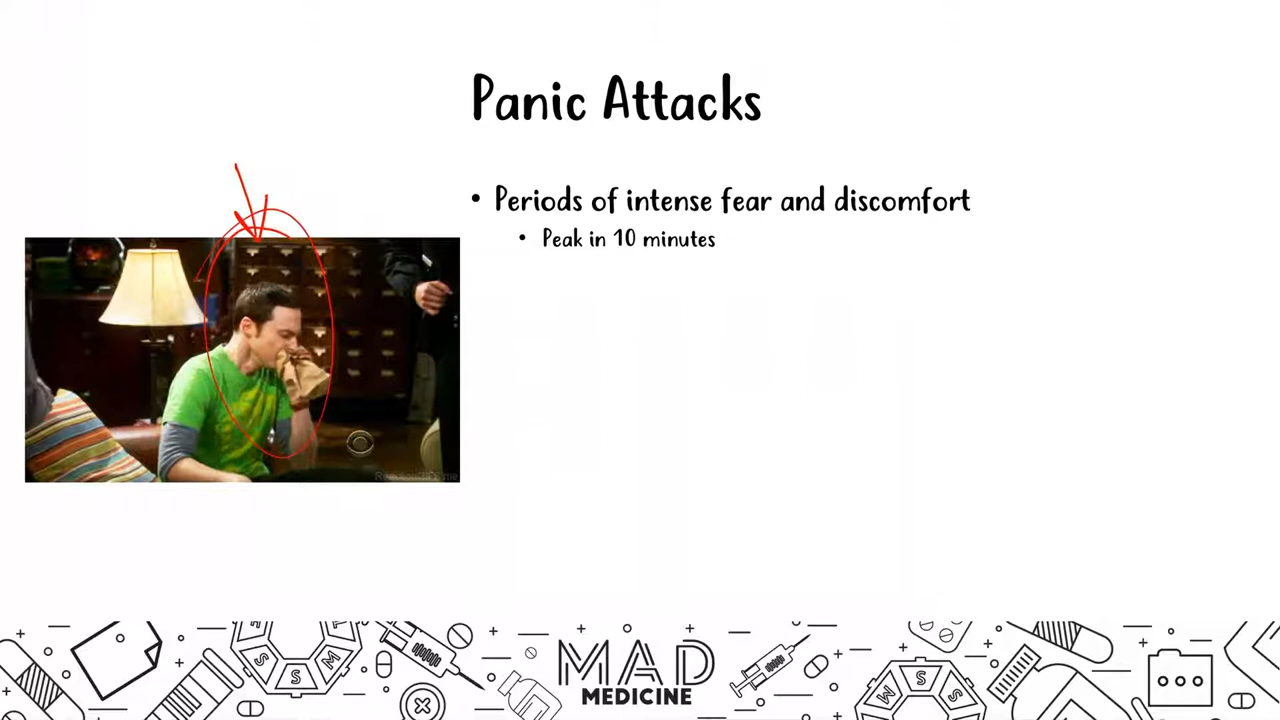 Panic Attacks
• Periods of intense fear and discomfort
• Peak in 10 minutes
MAD
MEDICINE